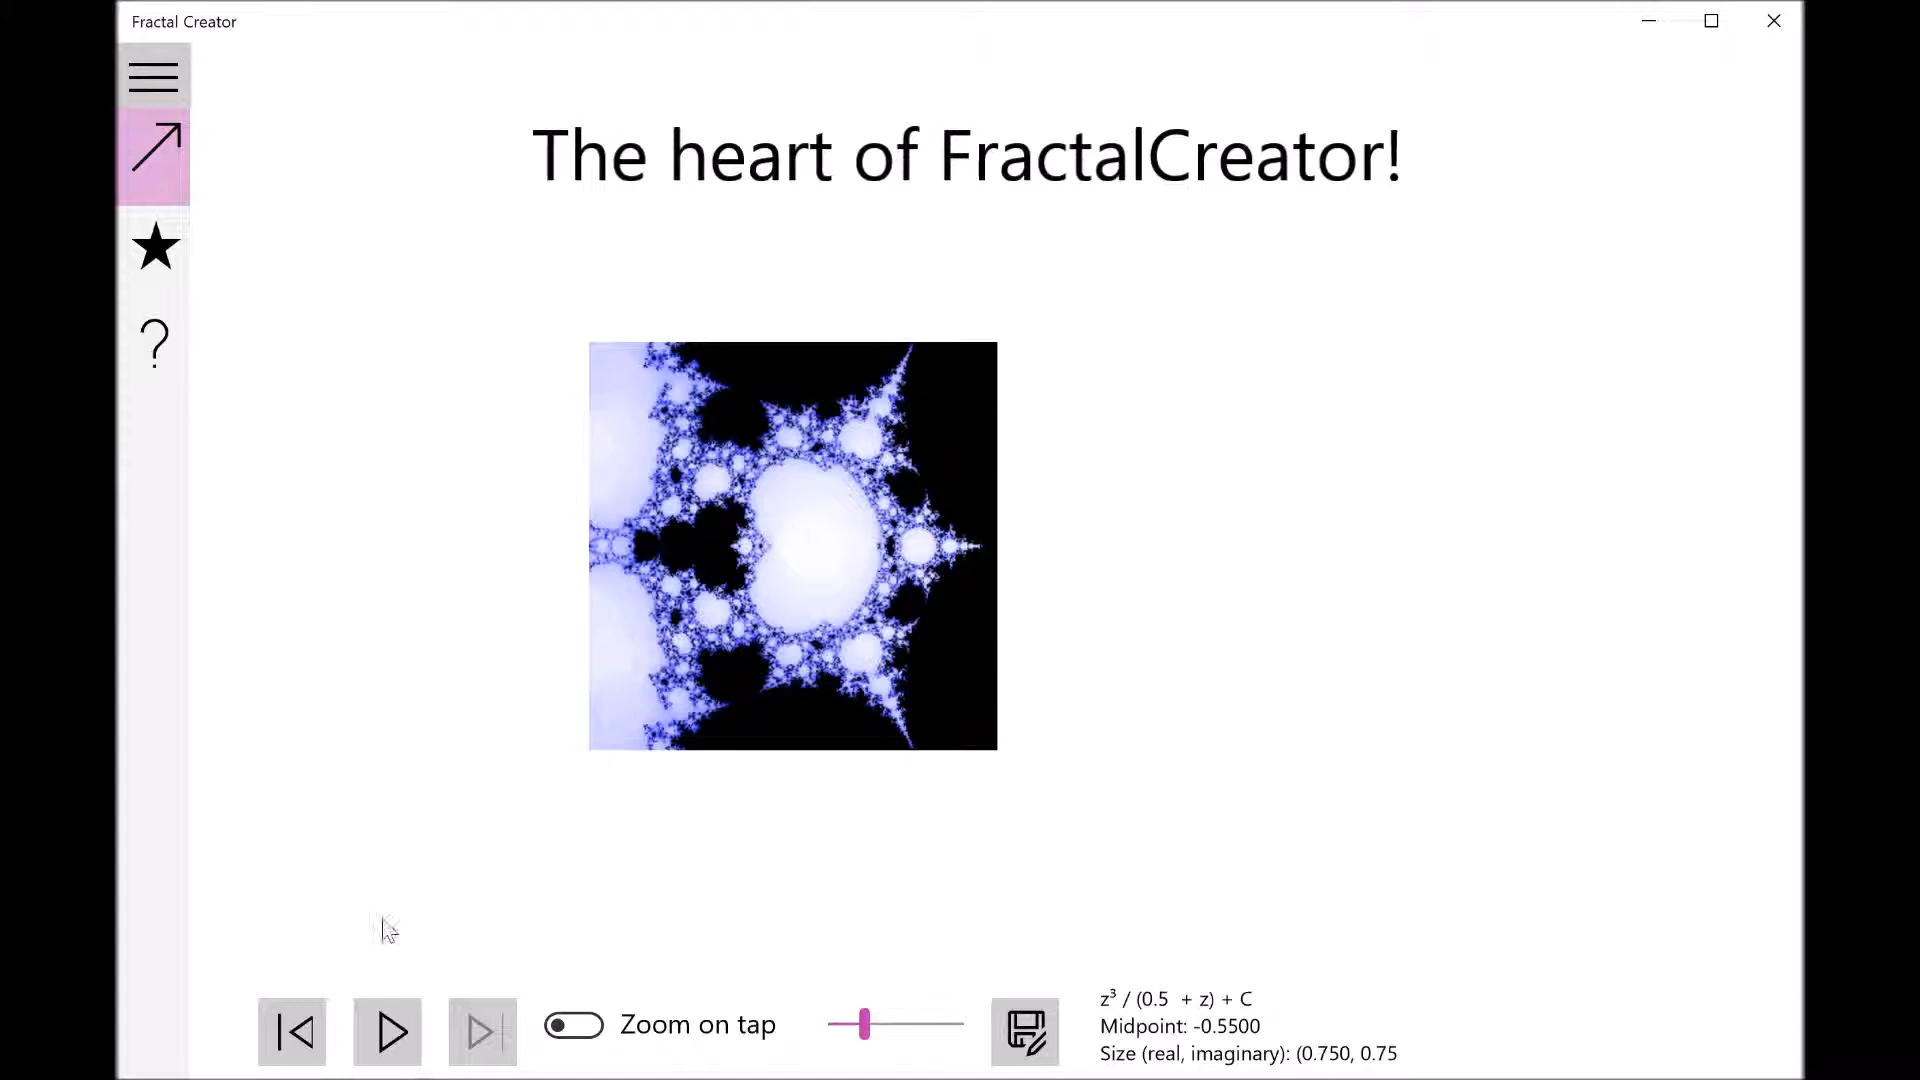 Fractal Creator
The heart of FractalCreator!
Zoom on tap
z³ / (0.5  + z) + C
Midpoint: -0.5500
Size (real, imaginary): (0.750, 0.75